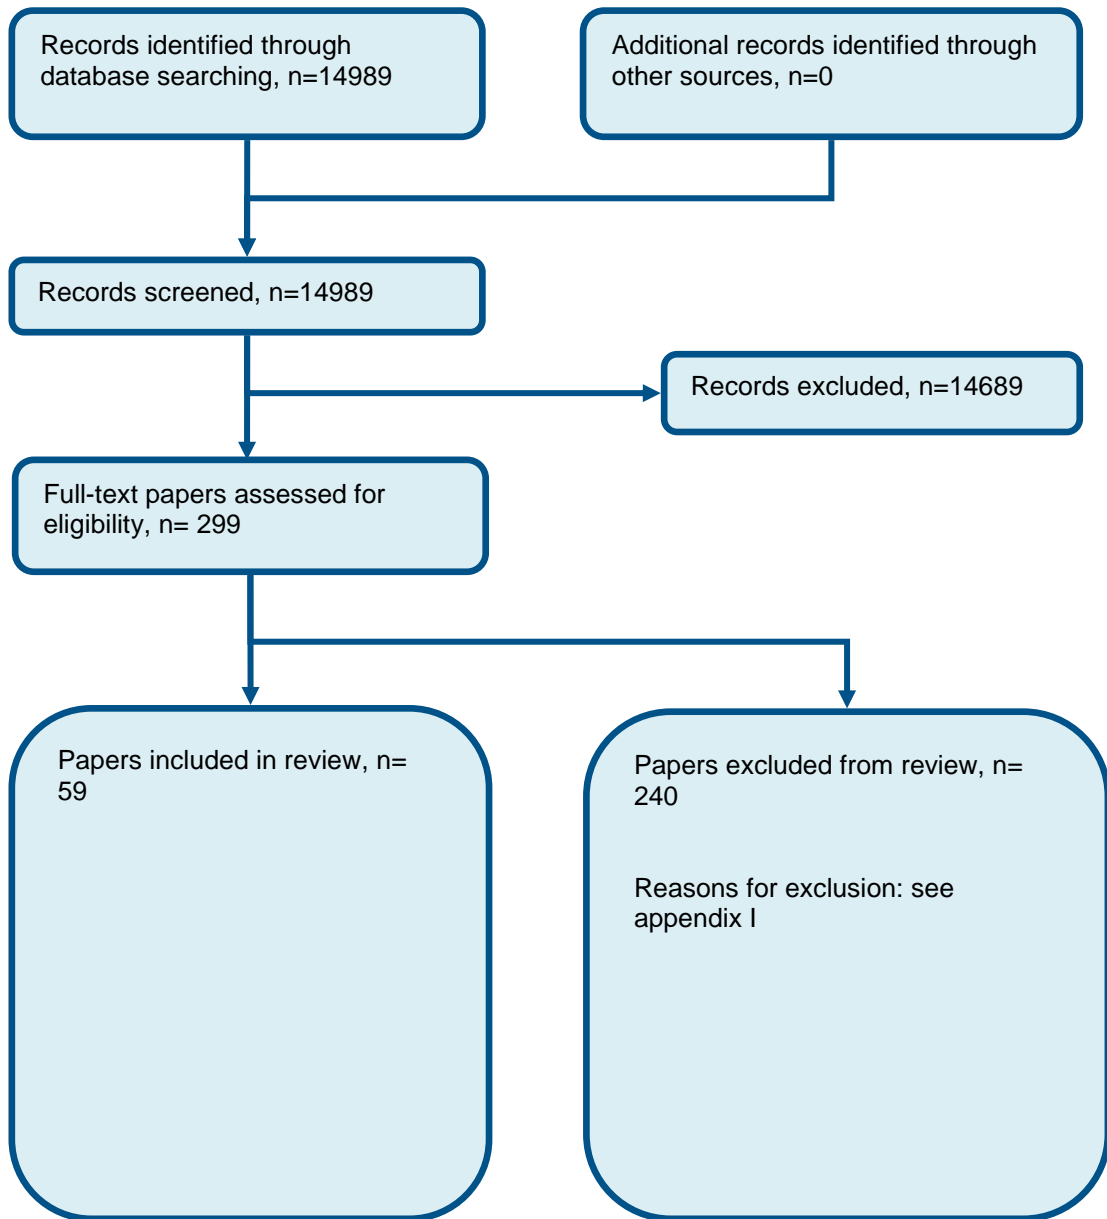 Records identified through
database searching, n=14989
Additional records identified through
other sources, n=0
Records screened, n=14989
Records excluded, n=14689
Full-text papers assessed for
eligibility, n= 299
Papers included in review, n=
59
Papers excluded from review, n=
240
Reasons for exclusion: see
appendix I